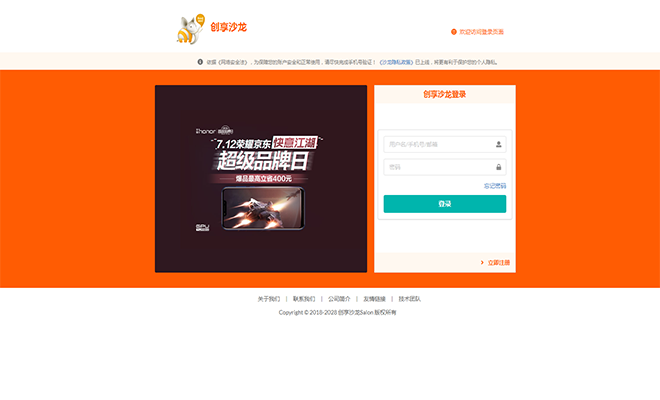 创享沙龙
欢迎访问登录页面
依据《网络安全法》，为保障您的账户安全和正常使用，请尽快完成手机号验证！《沙龙隐私政策》已上线，将更有利于保护您的个人隐私。
honor
7.12荣耀京东 快意江湖
超级品牌日
爆品最高立省400元
创享沙龙登录
用户名/手机号/邮箱
密码
忘记密码
登录
立即注册
关于我们 | 联系我们 | 公司简介 | 友情链接 | 技术团队
Copyright © 2018-2028 创享沙龙Salon 版权所有